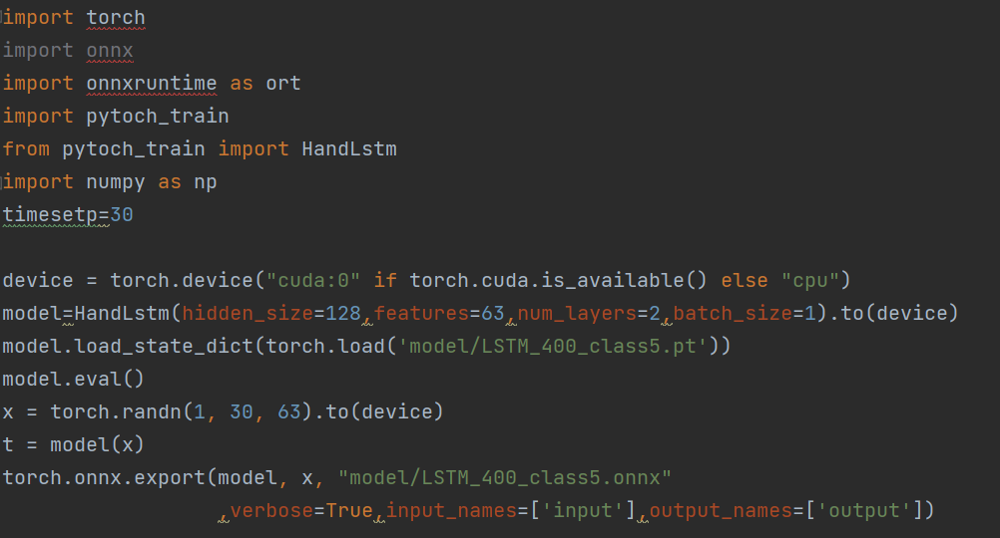 import torch
import onnx
import onnxruntime as ort
import pytoch_train
from pytoch_train import HandLstm
import numpy as np
timesetp=30
device = torch.device("cuda:0" if torch.cuda.is_available() else "cpu")
model=HandLstm(hidden_size=128,features=63,num_layers=2,batch_size=1).to(device)
model.load_state_dict(torch.load('model/LSTM_400_class5.pt'))
model.eval()
x = torch.randn(1, 30, 63).to(device)
t = model(x)
torch.onnx.export(model, x, "model/LSTM_400_class5.onnx"
,verbose=True,input_names=['input'],output_names=['output'])